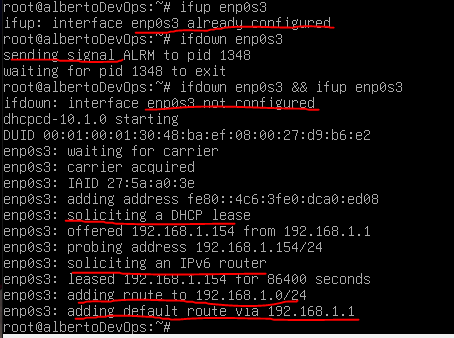 root@albertoDevOps:~# ifup enp0s3
ifup: interface enp0s3 already configured
root@albertoDevOps:~# ifdown enp0s3
sending signal ALRM to pid 1348
waiting for pid 1348 to exit
root@albertoDevOps:~# ifdown enp0s3 && ifup enp0s3
ifdown: interface enp0s3 not configured
dhcpcd-10.1.0 starting
DUID 00:01:00:01:30:48:ba:ef:08:00:27:d9:b6:e2
enp0s3: waiting for carrier
enp0s3: carrier acquired
enp0s3: IAID 27:5a:a0:3e
enp0s3: adding address fe80::4c6:3fe0:dca0:ed08
enp0s3: soliciting a DHCP lease
enp0s3: offered 192.168.1.154 from 192.168.1.1
enp0s3: probing address 192.168.1.154/24
enp0s3: soliciting an IPv6 router
enp0s3: leased 192.168.1.154 for 86400 seconds
enp0s3: adding route to 192.168.1.0/24
enp0s3: adding default route via 192.168.1.1
root@albertoDevOps:~#